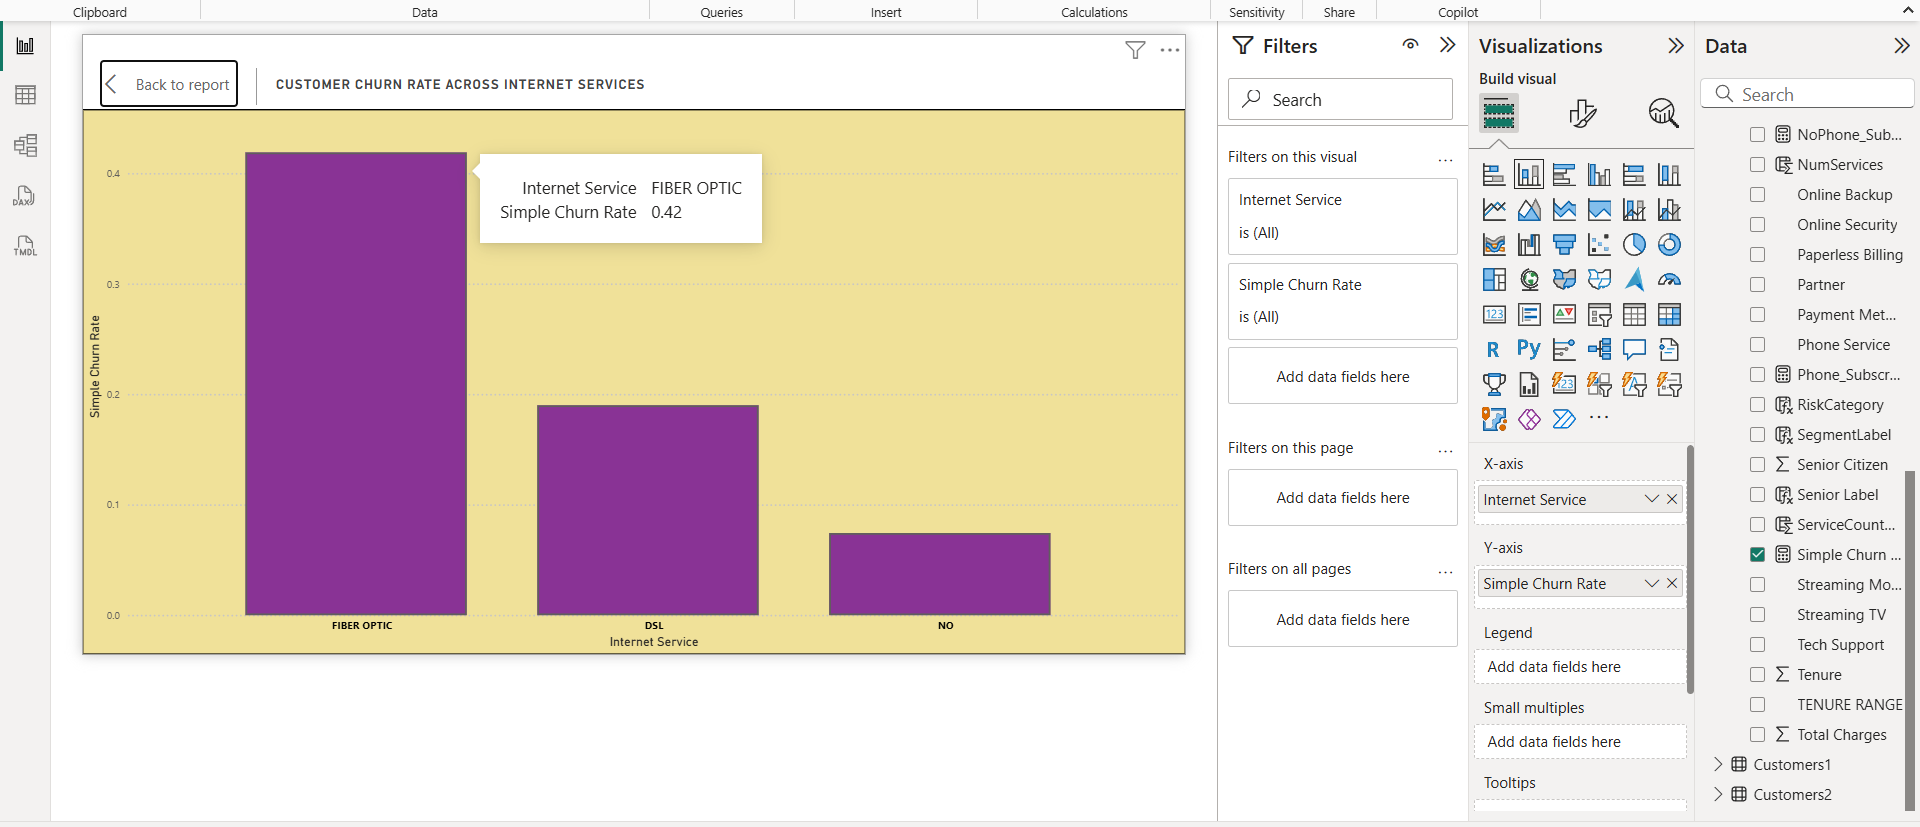 Clipboard
Data
Queries
Insert
Calculations
Sensitivity
Share
Copilot
DAX
TMDL
Back to report
CUSTOMER CHURN RATE ACROSS INTERNET SERVICES
Simple Churn Rate
0.4
0.3
0.2
0.1
0.0
Internet Service FIBER OPTIC
Simple Churn Rate 0.42
FIBER OPTIC
DSL
NO
Internet Service
Filters
Search
Filters on this visual
...
Internet Service
is (All)
Simple Churn Rate
is (All)
Add data fields here
Filters on this page
...
Add data fields here
Filters on all pages
...
Add data fields here
Visualizations
Build visual
123
R
Py
123
...
X-axis
Internet Service
Y-axis
Simple Churn Rate
Legend
Add data fields here
Small multiples
Add data fields here
Tooltips
Data
Search
NoPhone_Sub...
NumServices
Online Backup
Online Security
Paperless Billing
Partner
Payment Met...
Phone Service
Phone_Subscr...
RiskCategory
SegmentLabel
Senior Citizen
Senior Label
ServiceCount...
Simple Churn ...
Streaming Mo...
Streaming TV
Tech Support
Tenure
TENURE RANGE
Total Charges
Customers1
Customers2